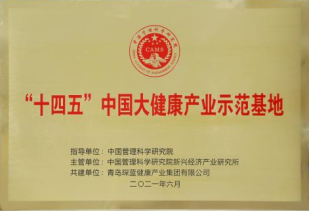 CAMS
“十四五”中国大健康产业示范基地
指导单位：中国管理科学研究院
主管单位：中国管理科学研究院新兴经济产业研究所
共建单位：青岛琛蓝健康产业集团有限公司
二〇二一年六月